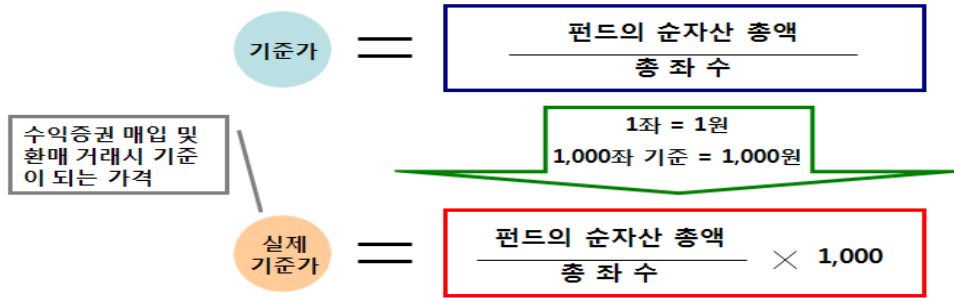 기준가
=
펀드의 순자산 총액
총 좌 수
수익증권 매입 및
환매 거래시 기준
이 되는 가격
1좌 = 1원
1,000좌 기준 = 1,000원
실제
기준가
=
펀드의 순자산 총액
총 좌 수
× 1,000